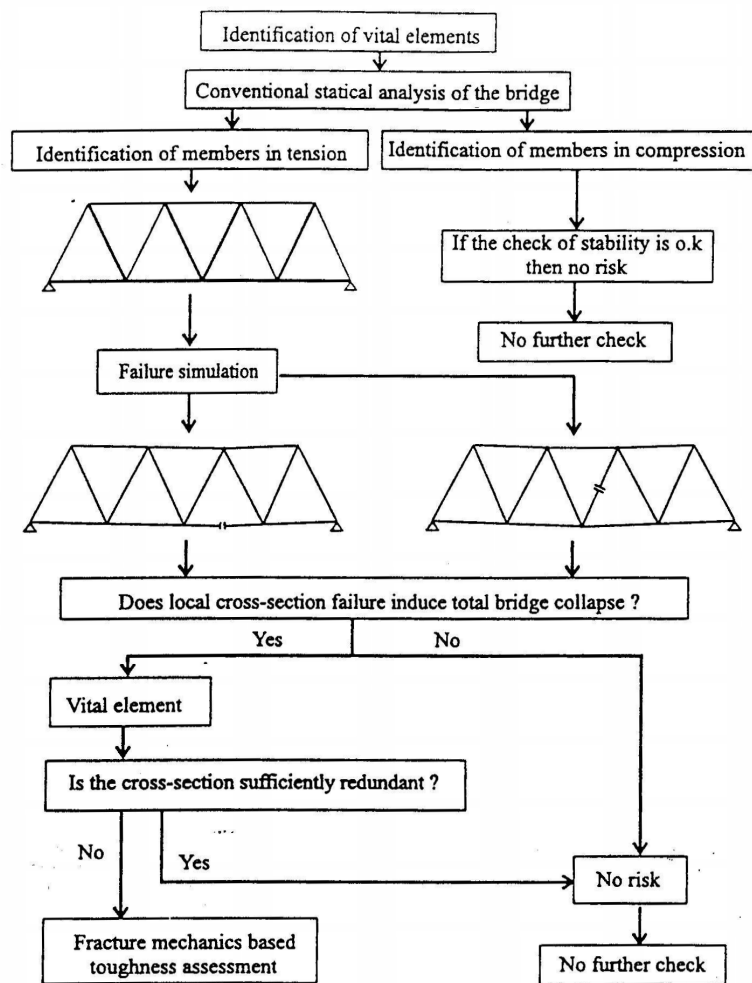 Identification of vital elements
Conventional statical analysis of the bridge
Identification of members in tension
Identification of members in compression
If the check of stability is o.k
then no risk
No further check
Failure simulation
Does local cross-section failure induce total bridge collapse ?
Yes
No
Vital element
Is the cross-section sufficiently redundant ?
No
Yes
No risk
Fracture mechanics based
toughness assessment
No further check